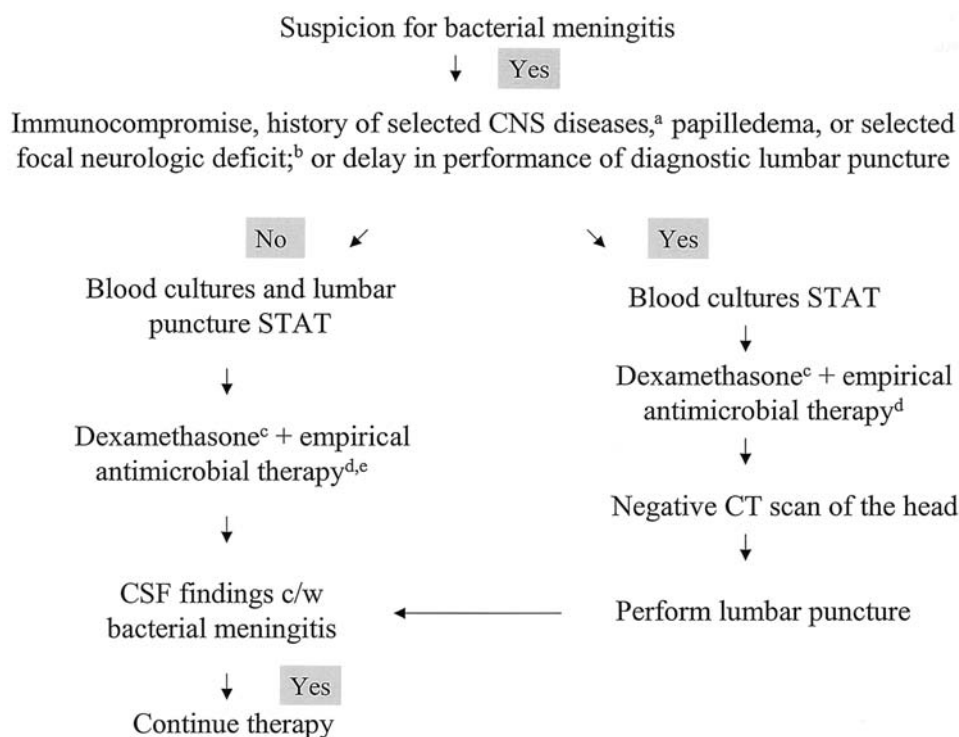 Suspicion for bacterial meningitis
Yes
Immunocompromise, history of selected CNS diseases,ᵃ papilledema, or selected
focal neurologic deficit;ᵇ or delay in performance of diagnostic lumbar puncture
No
Blood cultures and lumbar
puncture STAT
Dexamethasoneᶜ + empirical
antimicrobial therapyᵈ,ᵉ
CSF findings c/w
bacterial meningitis
Yes
Continue therapy
Yes
Blood cultures STAT
Dexamethasoneᶜ + empirical
antimicrobial therapyᵈ
Negative CT scan of the head
Perform lumbar puncture